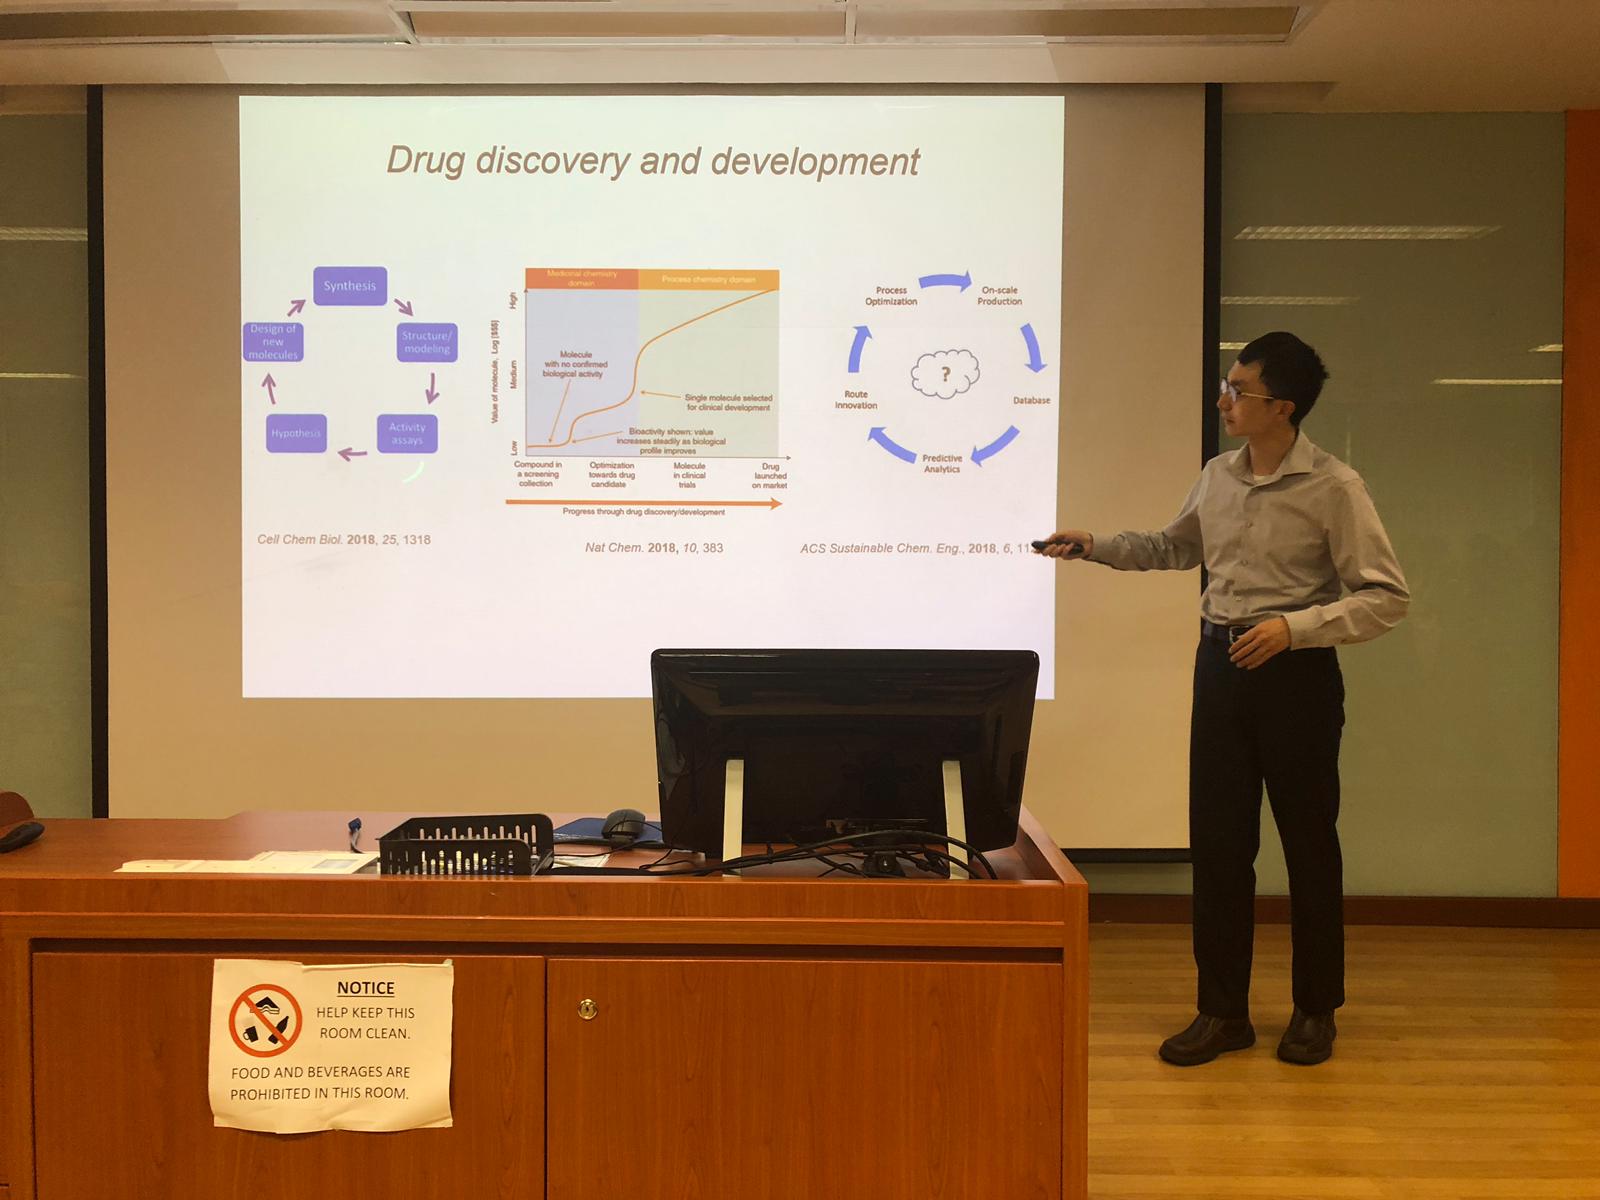 Drug discovery and development
Synthesis
Structure/
modeling
Activity
assays
Hypothesis
Design of
new
molecules
Cell Chem Biol. 2018, 25, 1318
Medicinal chemistry
domain
Process chemistry domain
Value of molecule, Log [$$$]
High
Medium
Low
Molecule
with no confirmed
biological activity
Single molecule selected
for clinical development
Bioactivity shown: value
increases steadily as biological
profile improves
Compound in
a screening
collection
Optimization
towards drug
candidate
Molecule
in clinical
trials
Drug
launched
on market
Progress through drug discovery/development
Nat Chem. 2018, 10, 383
Process
Optimization
On-scale
Production
Database
Predictive
Analytics
Route
Innovation
?
ACS Sustainable Chem. Eng., 2018, 6,
NOTICE
HELP KEEP THIS
ROOM CLEAN.
FOOD AND BEVERAGES ARE
PROHIBITED IN THIS ROOM.